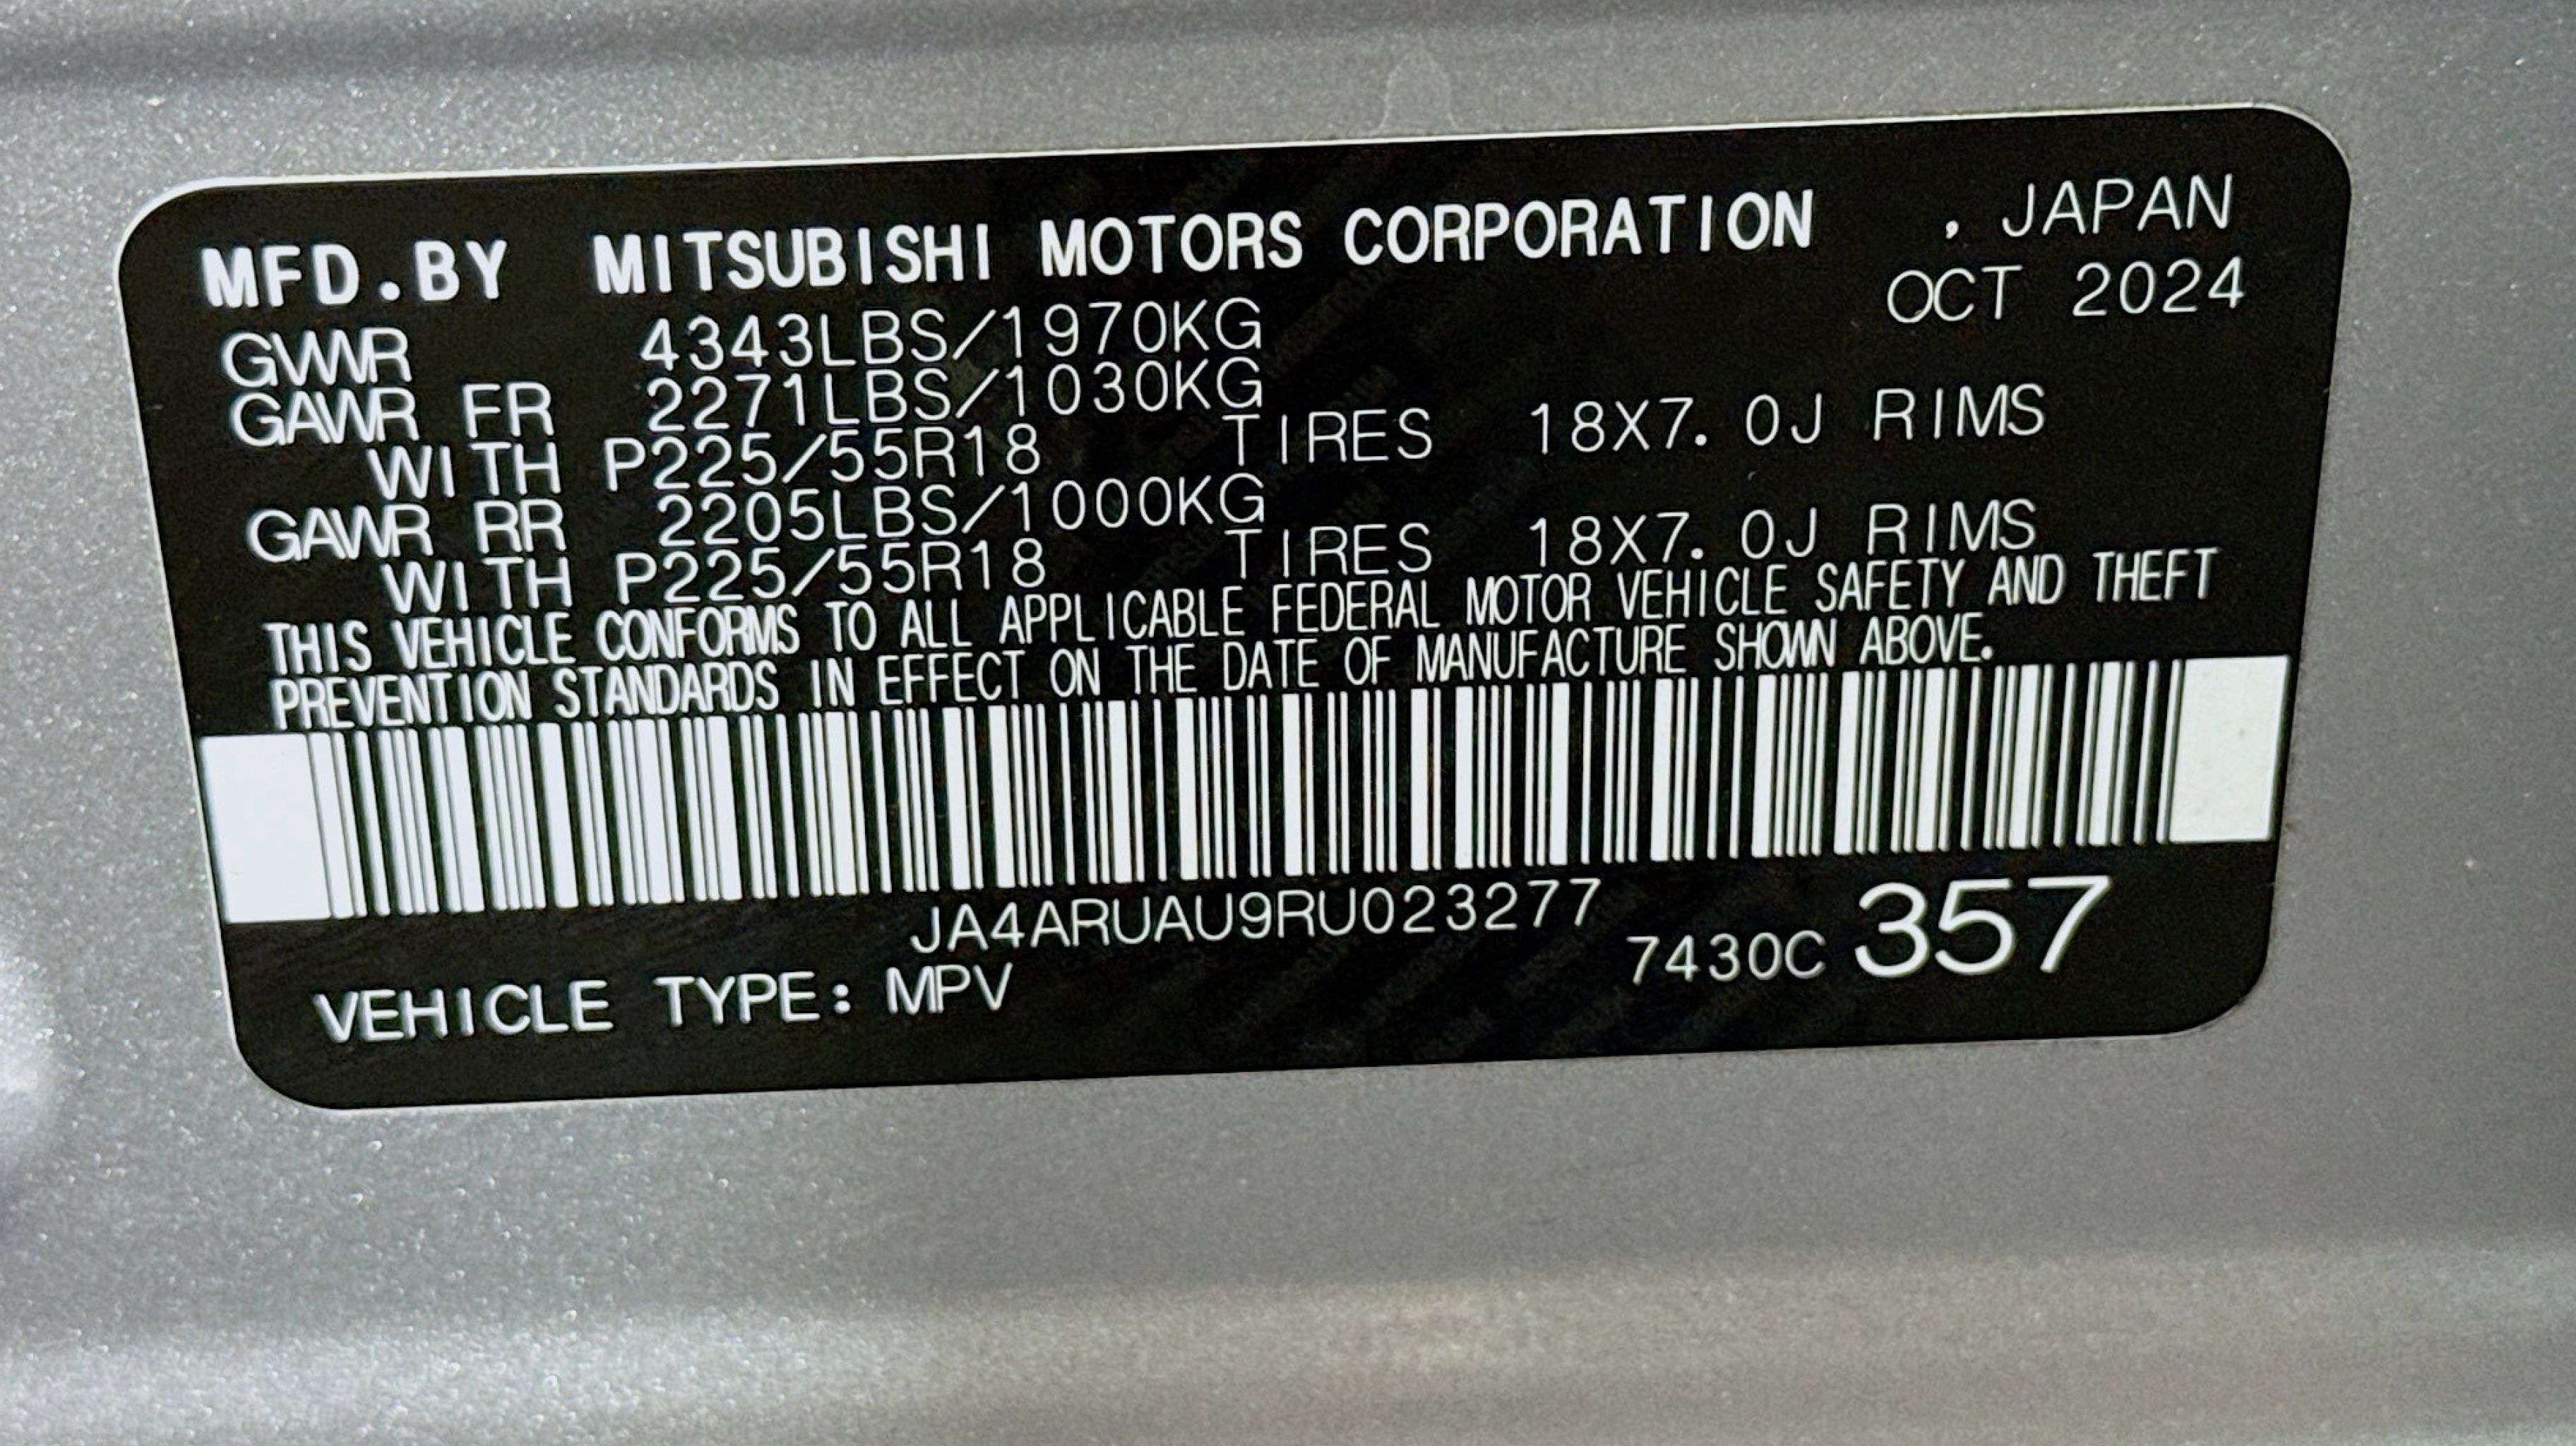 MFD.BY MITSUBISHI MOTORS CORPORATION , JAPAN
OCT 2024
GVWR 4343LBS/1970KG
GAWR FR 2271LBS/1030KG
WITH P225/55R18 TIRES 18X7.0J RIMS
GAWR RR 2205LBS/1000KG
WITH P225/55R18 TIRES 18X7.0J RIMS
THIS VEHICLE CONFORMS TO ALL APPLICABLE FEDERAL MOTOR VEHICLE SAFETY AND THEFT
PREVENTION STANDARDS IN EFFECT ON THE DATE OF MANUFACTURE SHOWN ABOVE.
JA4ARUAU9RU023277
VEHICLE TYPE: MPV 7430C 357